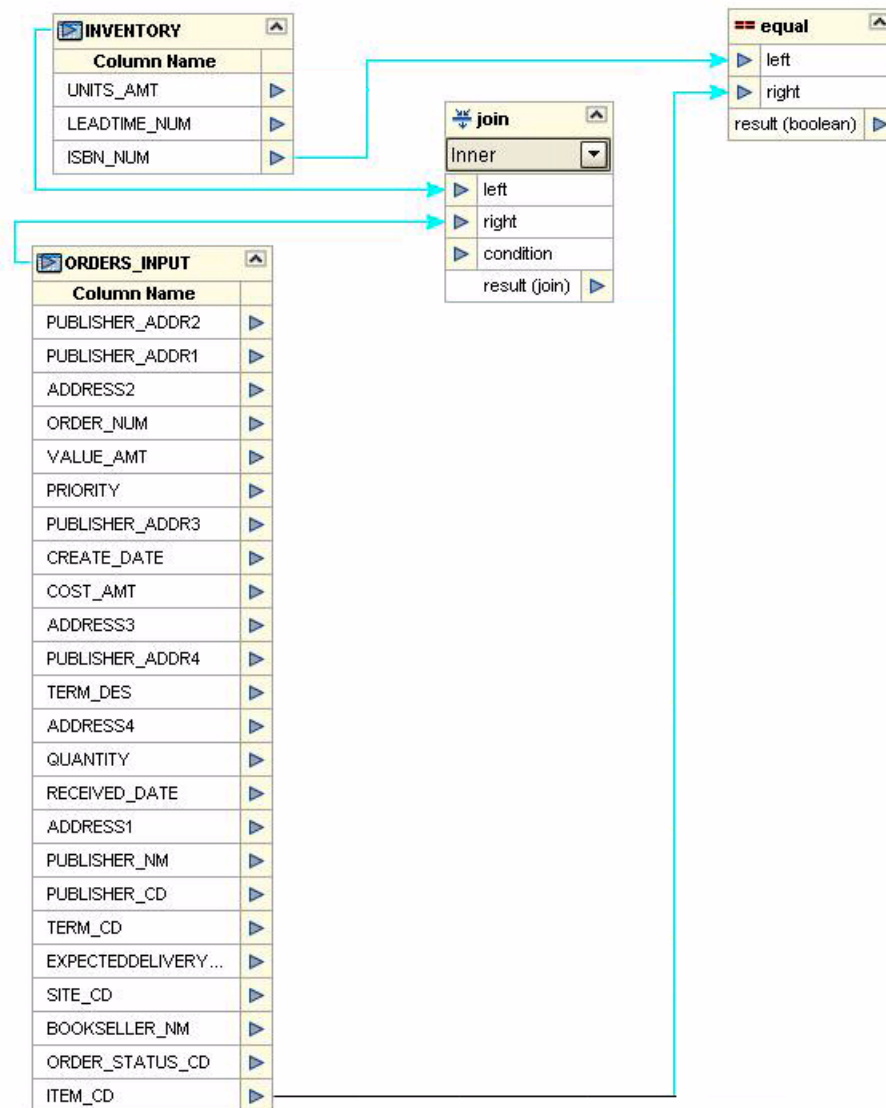 INVENTORY
Column Name
UNITS_AMT
LEADTIME_NUM
ISBN_NUM
== equal
left
right
result (boolean)
join
Inner
left
right
condition
result (join)
ORDERS_INPUT
Column Name
PUBLISHER_ADDR2
PUBLISHER_ADDR1
ADDRESS2
ORDER_NUM
VALUE_AMT
PRIORITY
PUBLISHER_ADDR3
CREATE_DATE
COST_AMT
ADDRESS3
PUBLISHER_ADDR4
TERM_DES
ADDRESS4
QUANTITY
RECEIVED_DATE
ADDRESS1
PUBLISHER_NM
PUBLISHER_CD
TERM_CD
EXPECTEDDELIVERY...
SITE_CD
BOOKSELLER_NM
ORDER_STATUS_CD
ITEM_CD